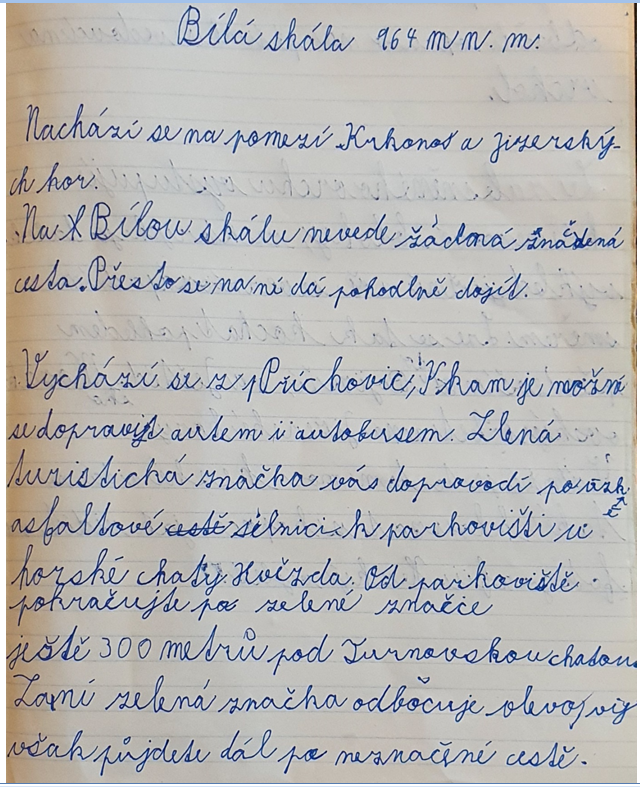 Bílá skála 964 m n. m.
Nachází se na pomezí Krkonoš a Jizerský-
ch hor.
Na Bílou skálu nevede žádná značená
cesta. Přesto se na ní dá pohodlně dojít.
Vychází se z Příchovic, kam je možné
se dopravit autem i autobusem. Zlená
turistická značka vás doprovodí po úzké
asfaltové silnici k parkovišti u
horské chaty Hvězda. Od parkoviště
pokračujte po zelené značce
ještě 300 metrů pod Turnovskou chatou.
Za ní zelená značka odbočuje vlevo, vy
však půjdete dál po neznačené cestě.